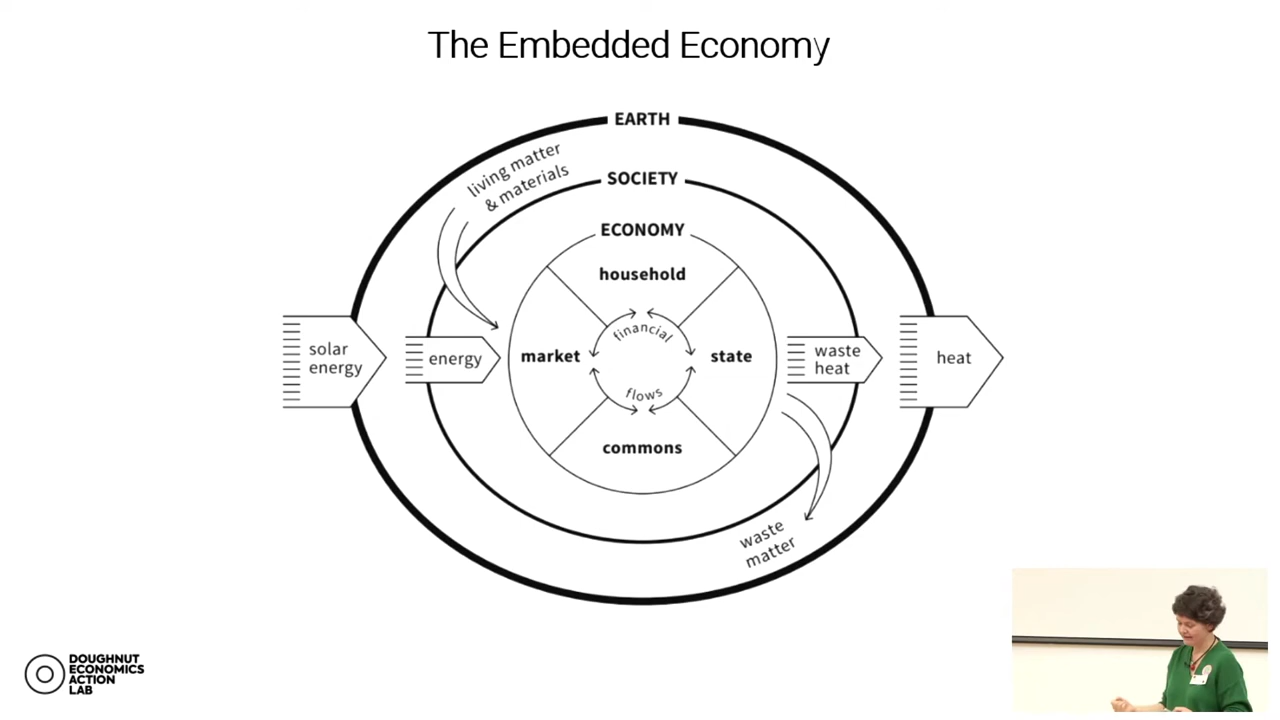 The Embedded Economy
EARTH
living matter
& materials
SOCIETY
ECONOMY
household
financial
solar
energy
energy
market
state
waste
heat
heat
flows
commons
waste
matter
DOUGHNUT
ECONOMICS
ACTION
LAB